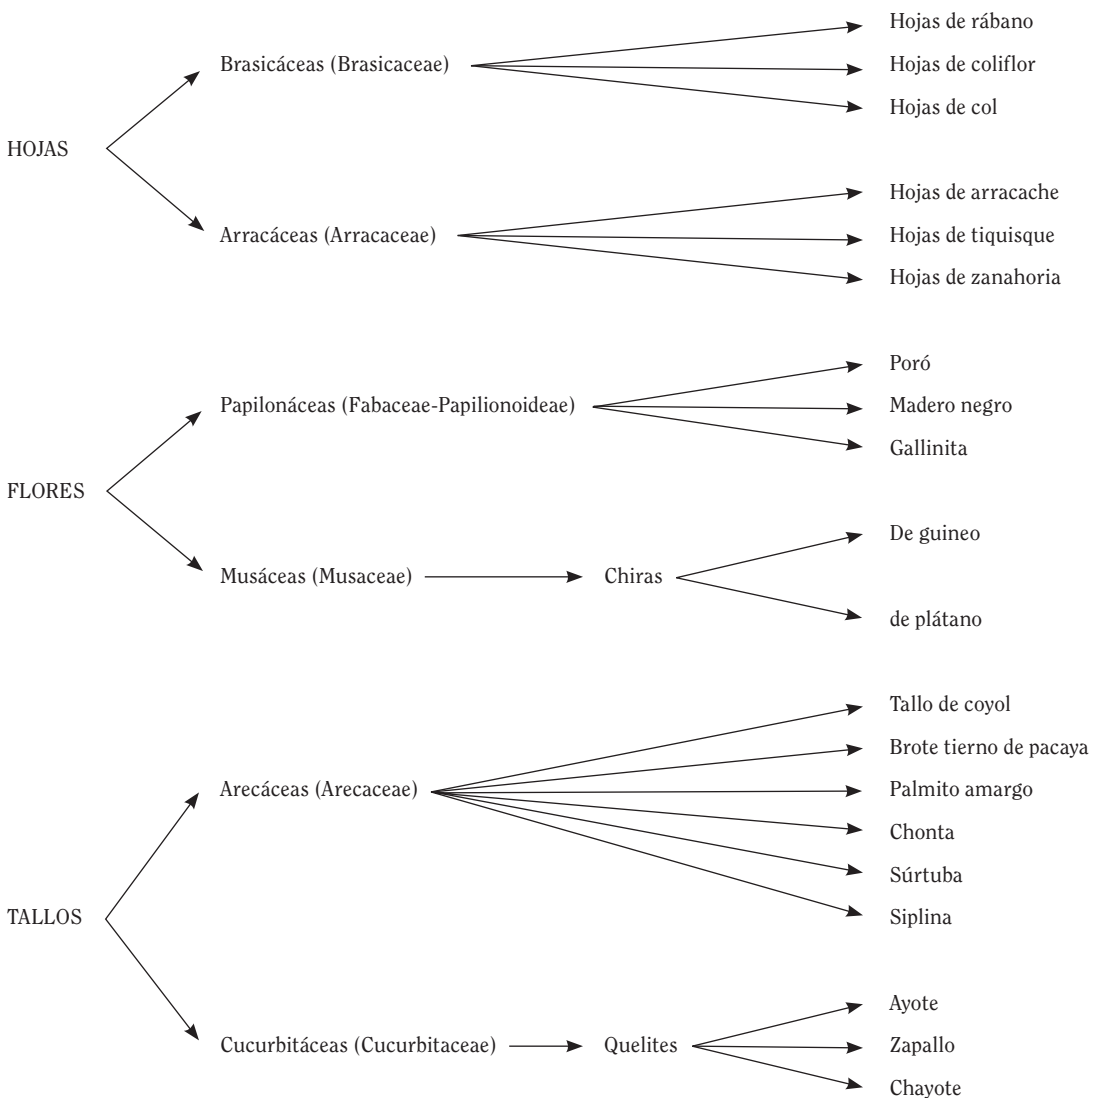 HOJAS
Brasicáceas (Brasicaceae)
Hojas de rábano
Hojas de coliflor
Hojas de col
Arracáceas (Arracaceae)
Hojas de arracache
Hojas de tiquisque
Hojas de zanahoria
FLORES
Papilonáceas (Fabaceae-Papilionoideae)
Poró
Madero negro
Gallinita
Musáceas (Musaceae)
Chiras
De guineo
de plátano
TALLOS
Arecáceas (Arecaceae)
Tallo de coyol
Brote tierno de pacaya
Palmito amargo
Chonta
Súrtuba
Siplina
Cucurbitáceas (Cucurbitaceae)
Quelites
Ayote
Zapallo
Chayote